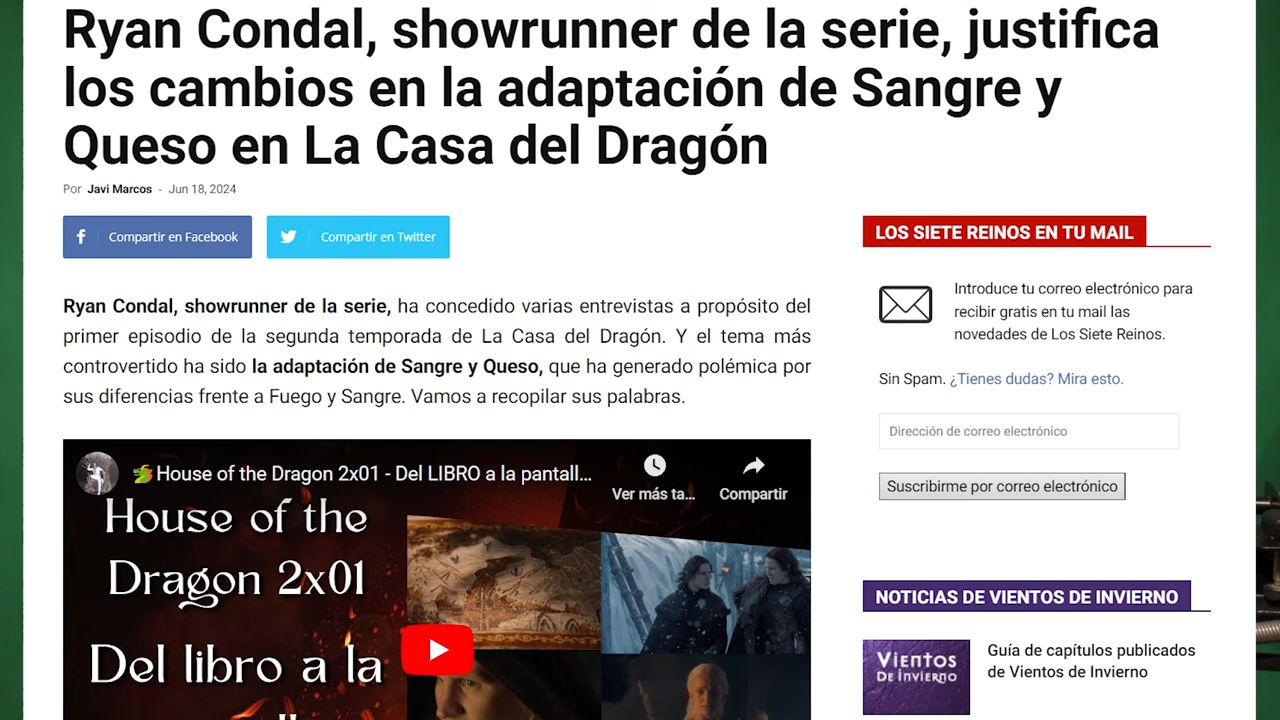 Ryan Condal, showrunner de la serie, justifica
los cambios en la adaptación de Sangre y
Queso en La Casa del Dragón
Por Javi Marcos - Jun 18, 2024
Compartir en Facebook
Compartir en Twitter
Ryan Condal, showrunner de la serie, ha concedido varias entrevistas a propósito del
primer episodio de la segunda temporada de La Casa del Dragón. Y el tema más
controvertido ha sido la adaptación de Sangre y Queso, que ha generado polémica por
sus diferencias frente a Fuego y Sangre. Vamos a recopilar sus palabras.
House of the Dragon 2x01 - Del LIBRO a la pantall...
Ver más ta...
Compartir
House of the
Dragon 2x01
Del libro a la
LOS SIETE REINOS EN TU MAIL
Introduce tu correo electrónico para
recibir gratis en tu mail las
novedades de Los Siete Reinos.
Sin Spam. ¿Tienes dudas? Mira esto.
Dirección de correo electrónico
Suscribirme por correo electrónico
NOTICIAS DE VIENTOS DE INVIERNO
VIENTOS
DE INVIERNO
Guía de capítulos publicados
de Vientos de Invierno